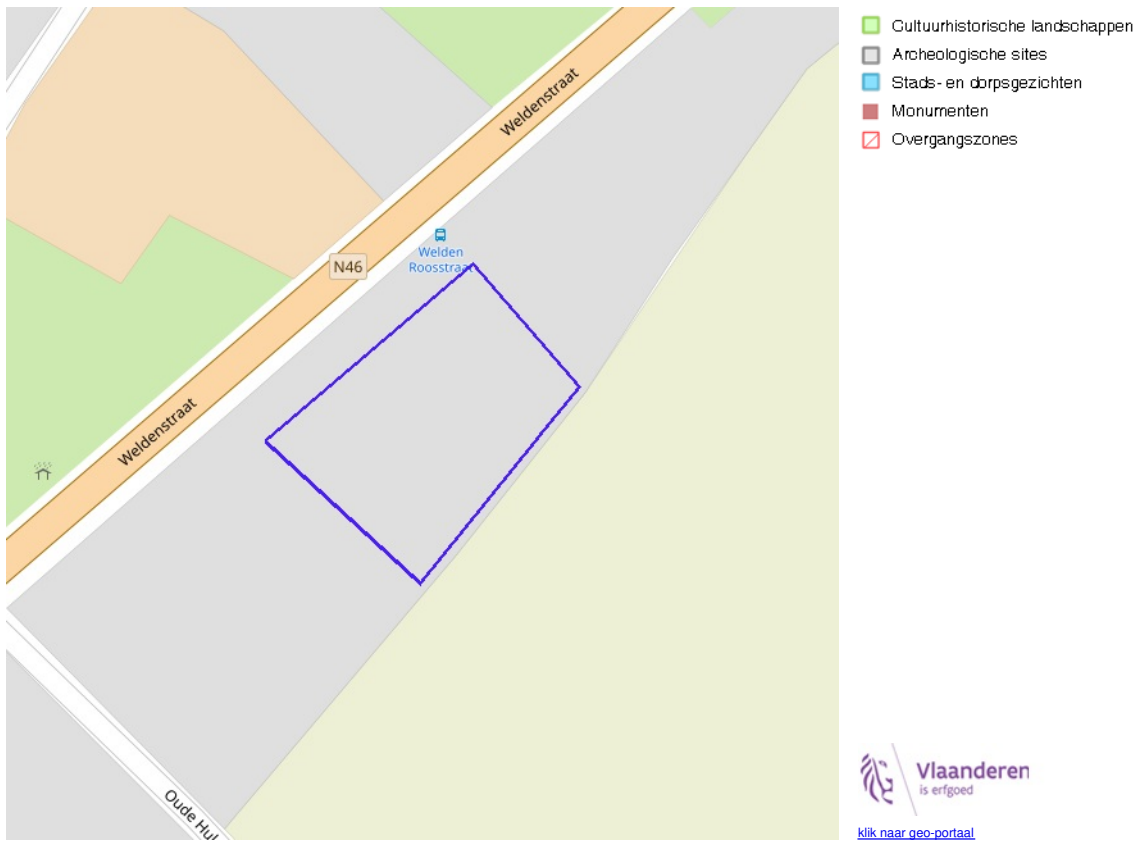 Weldenstraat
Welden
Roosstraat
N46
Weldenstraat
Oude Hul
Cultuurhistorische landschappen
Archeologische sites
Stads- en dorpsgezichten
Monumenten
Overgangszones
Vlaanderen
is erfgoed
klik naar geo-portaal